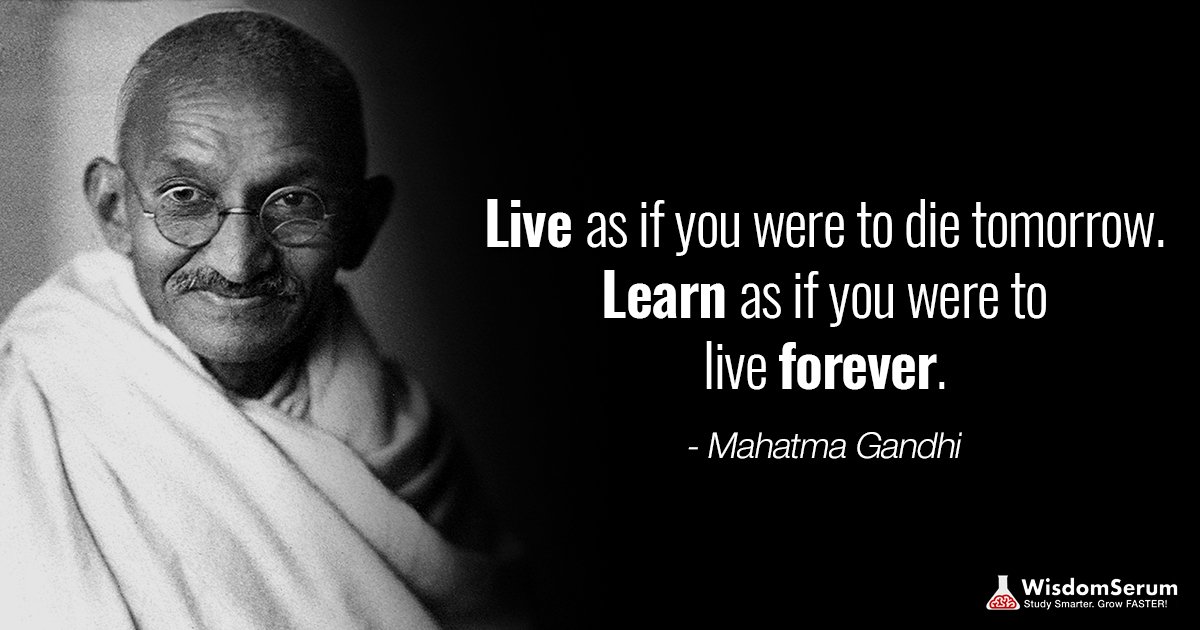 Live as if you were to die tomorrow.
Learn as if you were to
live forever.
- Mahatma Gandhi
WisdomSerum
Study Smarter. Grow FASTER!